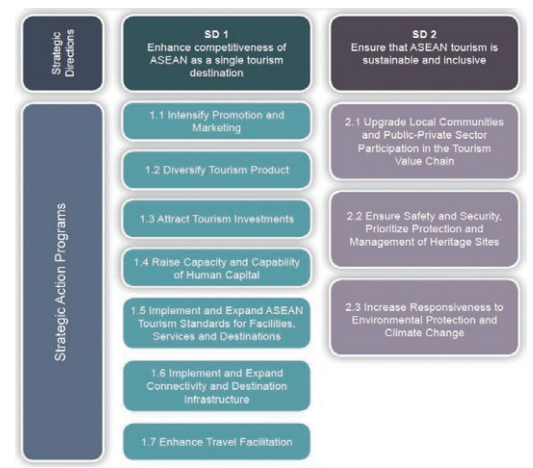 Strategic
Directions
SD 1
Enhance competitiveness of
ASEAN as a single tourism
destination
SD 2
Ensure that ASEAN tourism is
sustainable and inclusive
Strategic Action Programs
1.1 Intensify Promotion and
Marketing
1.2 Diversify Tourism Product
1.3 Attract Tourism Investments
1.4 Raise Capacity and Capability
of Human Capital
1.5 Implement and Expand ASEAN
Tourism Standards for Facilities,
Services and Destinations
1.6 Implement and Expand
Connectivity and Destination
Infrastructure
1.7 Enhance Travel Facilitation
2.1 Upgrade Local Communities
and Public-Private Sector
Participation in the Tourism
Value Chain
2.2 Ensure Safety and Security,
Prioritize Protection and
Management of Heritage Sites
2.3 Increase Responsiveness to
Environmental Protection and
Climate Change